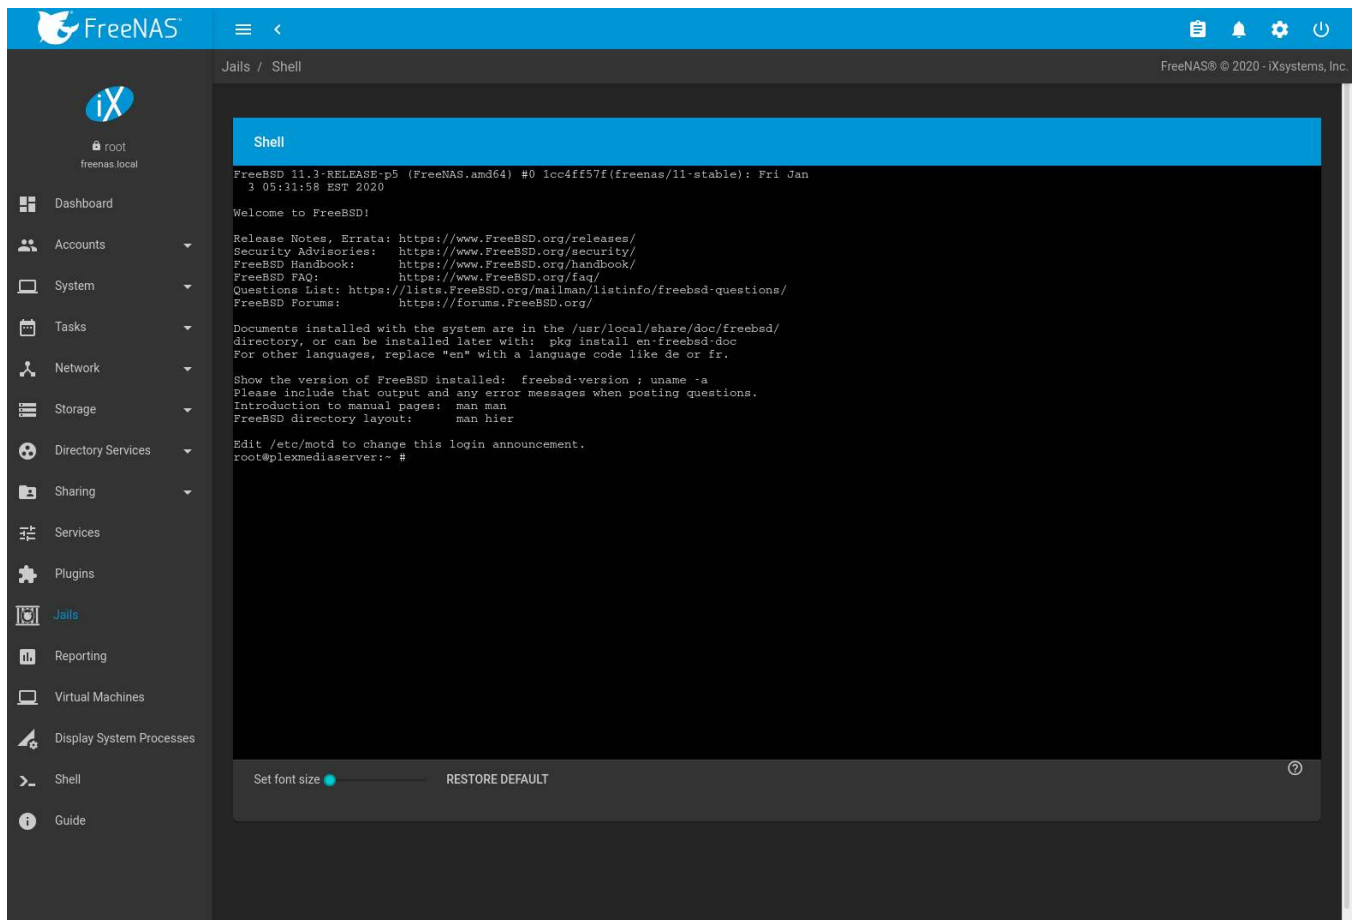 FreeNAS
Jails / Shell
FreeNAS® © 2020 - iXsystems, Inc.
iX
root
freenas.local
Dashboard
Accounts
System
Tasks
Network
Storage
Directory Services
Sharing
Services
Plugins
Jails
Reporting
Virtual Machines
Display System Processes
Shell
Guide
Shell
FreeBSD 11.3-RELEASE-p5 (FreeNAS.amd64) #0 1cc4ff57f(freenas/11-stable): Fri Jan
3 05:31:58 EST 2020
Welcome to FreeBSD!
Release Notes, Errata: https://www.FreeBSD.org/releases/
Security Advisories: https://www.FreeBSD.org/security/
FreeBSD Handbook: https://www.FreeBSD.org/handbook/
FreeBSD FAQ: https://www.FreeBSD.org/faq/
Questions List: https://lists.FreeBSD.org/mailman/listinfo/freebsd-questions/
FreeBSD Forums: https://forums.FreeBSD.org/
Documents installed with the system are in the /usr/local/share/doc/freebsd/
directory, or can be installed later with: pkg install en-freebsd-doc
For other languages, replace "en" with a language code like de or fr.
Show the version of FreeBSD installed: freebsd-version ; uname -a
Please include that output and any error messages when posting questions.
Introduction to manual pages: man man
FreeBSD directory layout: man hier
Edit /etc/motd to change this login announcement.
root@plexmediaserver:~ #
Set font size
RESTORE DEFAULT